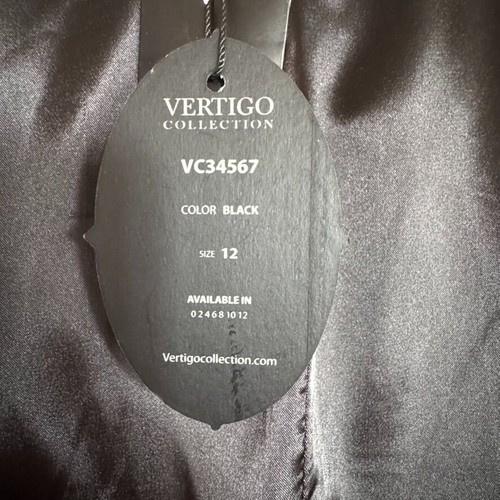 VERTIGO
COLLECTION
VC34567
COLOR BLACK
SIZE 12
AVAILABLE IN
0 2 4 6 8 10 12
Vertigocollection.com